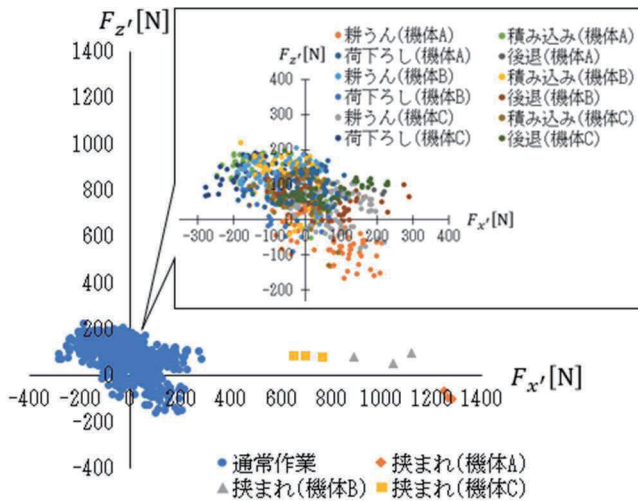 F_z' [N]
1400
1200
1000
800
600
400
200
0
-200
-400
-400 -200 0 200 400 600 800 1000 1200 1400
F_x' [N]
F_z' [N]
400
300
200
100
0
-100
-200
-300 -200 -100 0 100 200 300 400
F_x' [N]
耕うん(機体A) 積み込み(機体A)
荷下ろし(機体A) 後退(機体A)
耕うん(機体B) 積み込み(機体B)
荷下ろし(機体B) 後退(機体B)
耕うん(機体C) 積み込み(機体C)
荷下ろし(機体C) 後退(機体C)
通常作業 挟まれ(機体A)
挟まれ(機体B) 挟まれ(機体C)